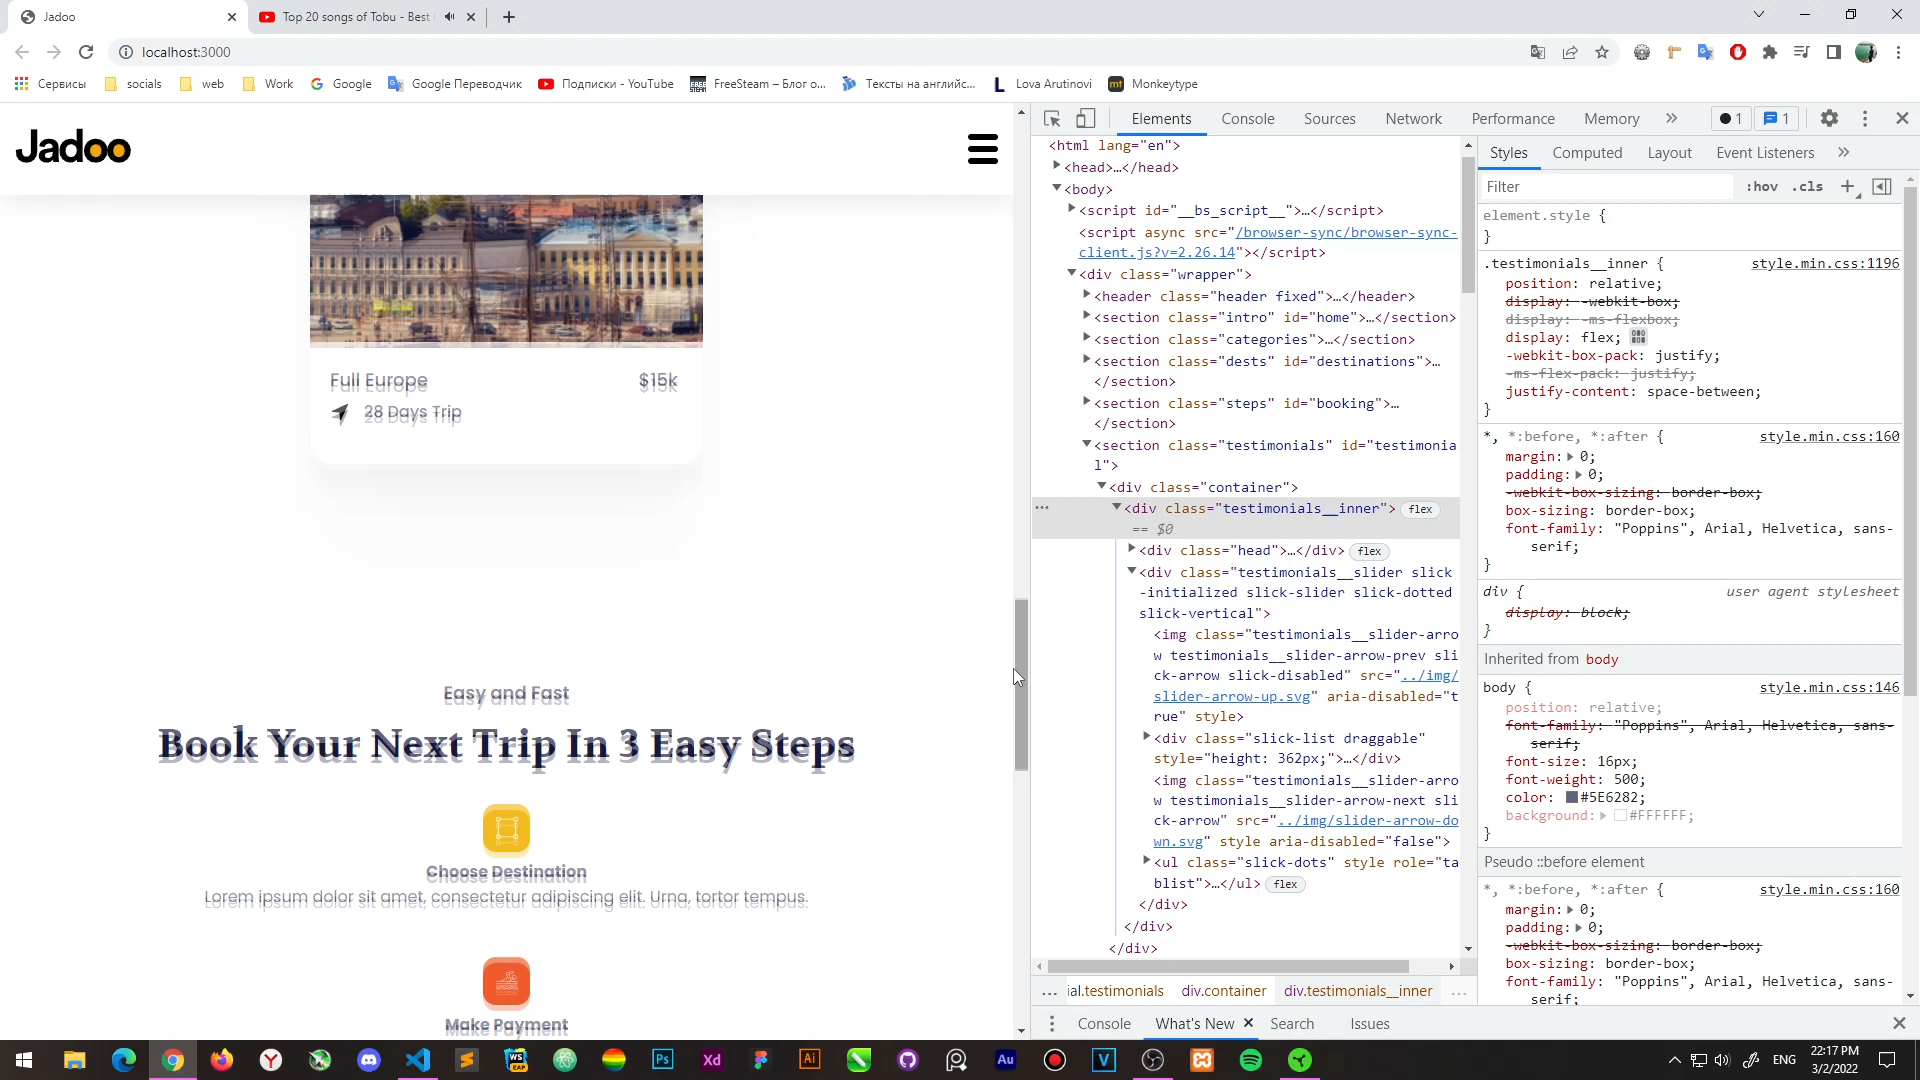 Jadoo
Top 20 songs of Tobu - Best
localhost:3000
Сервисы
socials
web
Work
Google
Google Переводчик
Подписки - YouTube
FreeSteam – Блог о...
Тексты на английс...
Lova Arutinovi
Monkeytype
Jadoo
Full Europe
$15k
28 Days Trip
Easy and Fast
Book Your Next Trip In 3 Easy Steps
Choose Destination
Lorem ipsum dolor sit amet, consectetur adipiscing elit. Urna, tortor tempus.
Make Payment
Elements
Console
Sources
Network
Performance
Memory
1
1
<html lang="en">
<head>…</head>
<body>
<script id="__bs_script__">…</script>
<script async src="/browser-sync/browser-sync-
client.js?v=2.26.14"></script>
<div class="wrapper">
<header class="header fixed">…</header>
<section class="intro" id="home">…</section>
<section class="categories">…</section>
<section class="dests" id="destinations">…
</section>
<section class="steps" id="booking">…
</section>
<section class="testimonials" id="testimonia
l">
<div class="container">
<div class="testimonials__inner"> flex
== $0
<div class="head">…</div> flex
<div class="testimonials__slider slick
-initialized slick-slider slick-dotted
slick-vertical">
<img class="testimonials__slider-arro
w testimonials__slider-arrow-prev sli
ck-arrow slick-disabled" src="../img/
slider-arrow-up.svg" aria-disabled="t
rue" style>
<div class="slick-list draggable"
style="height: 362px;">…</div>
<img class="testimonials__slider-arro
w testimonials__slider-arrow-next sli
ck-arrow" src="../img/slider-arrow-do
wn.svg" style aria-disabled="false">
<ul class="slick-dots" style role="ta
blist">…</ul> flex
</div>
</div>
</div>
... ial.testimonials div.container div.testimonials__inner ...
Styles
Computed
Layout
Event Listeners
Filter
:hov
.cls
element.style {
}
.testimonials__inner { style.min.css:1196
position: relative;
display: -webkit-box;
display: -ms-flexbox;
display: flex;
-webkit-box-pack: justify;
-ms-flex-pack: justify;
justify-content: space-between;
}
*, *:before, *:after { style.min.css:160
margin: 0;
padding: 0;
-webkit-box-sizing: border-box;
box-sizing: border-box;
font-family: "Poppins", Arial, Helvetica, sans-
serif;
}
div { user agent stylesheet
display: block;
}
Inherited from body
body { style.min.css:146
position: relative;
font-family: "Poppins", Arial, Helvetica, sans-
serif;
font-size: 16px;
font-weight: 500;
color: #5E6282;
background: #FFFFFF;
}
Pseudo ::before element
*, *:before, *:after { style.min.css:160
margin: 0;
padding: 0;
-webkit-box-sizing: border-box;
box-sizing: border-box;
font-family: "Poppins", Arial, Helvetica, sans-
serif;
Console
What's New
Search
Issues
WS
EAP
Ps
Xd
Ai
Au
V
ENG
22:17 PM
3/2/2022